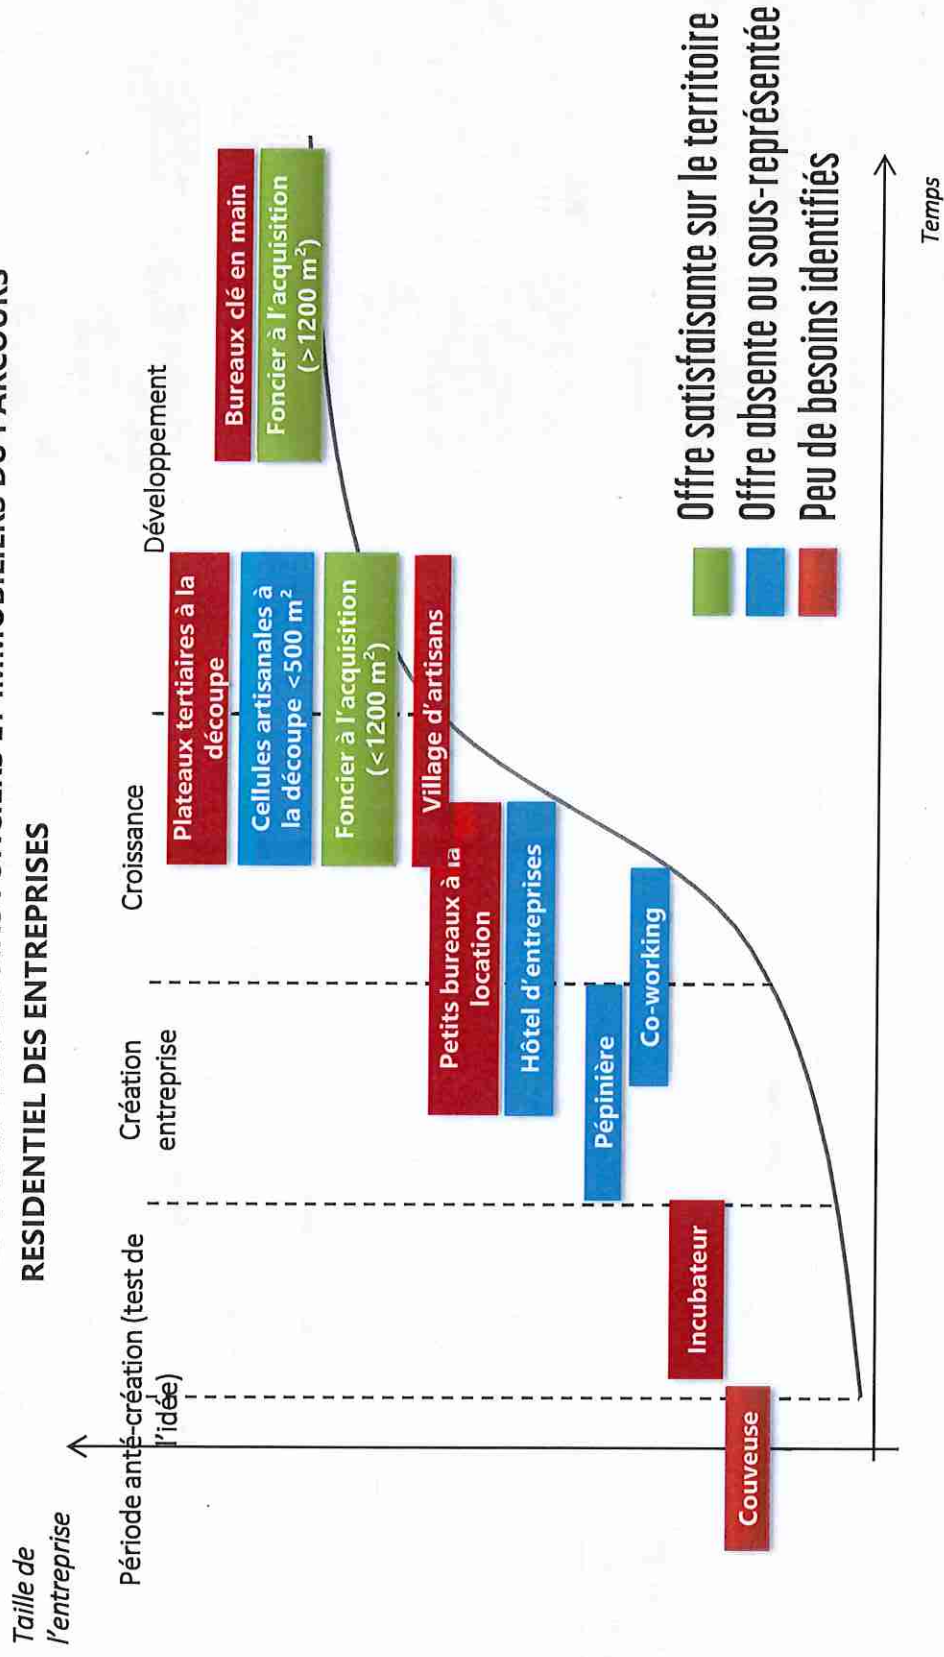 RESIDENTIEL DES ENTREPRISES
Taille de
l'entreprise
Période anté-création (test de
l'idée)
Création
entreprise
Croissance
Développement
Plateaux tertiaires à la
découpe
Cellules artisanales à
la découpe <500 m²
Foncier à l'acquisition
(<1200 m²)
Village d'artisans
Bureaux clé en main
Foncier à l'acquisition
(>1200 m²)
Petits bureaux à la
location
Hôtel d'entreprises
Pépinière
Co-working
Incubateur
Couveuse
Offre satisfaisante sur le territoire
Offre absente ou sous-représentée
Peu de besoins identifiés
Temps